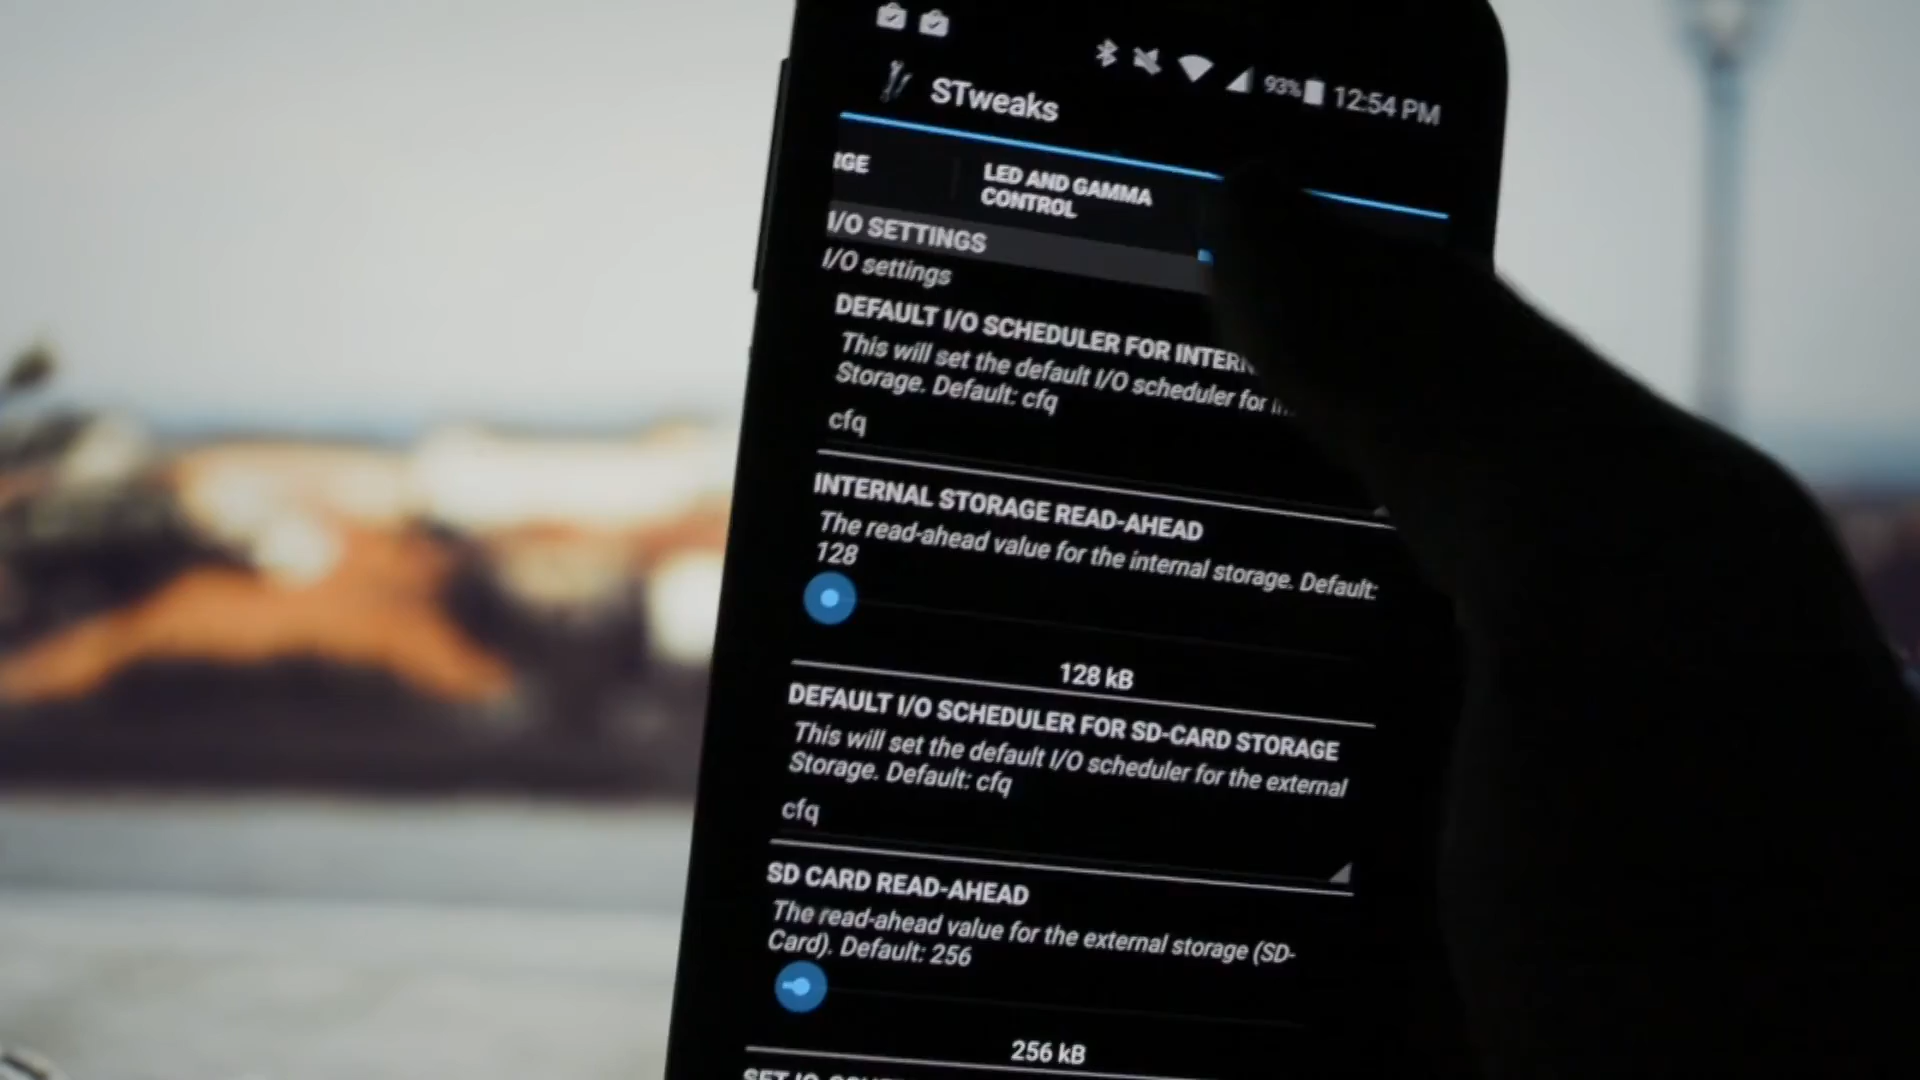 93% 12:54 PM
STweaks
LED AND GAMMA
CONTROL
I/O SETTINGS
I/O settings
DEFAULT I/O SCHEDULER FOR
This will set the default I/O scheduler for
Storage. Default: cfq
cfq
INTERNAL STORAGE READ-AHEAD
The read-ahead value for the internal storage. Default:
128
128 kB
DEFAULT I/O SCHEDULER FOR SD-CARD STORAGE
This will set the default I/O scheduler for the external
Storage. Default: cfq
cfq
SD CARD READ-AHEAD
The read-ahead value for the external storage (SD-
Card). Default: 256
256 kB